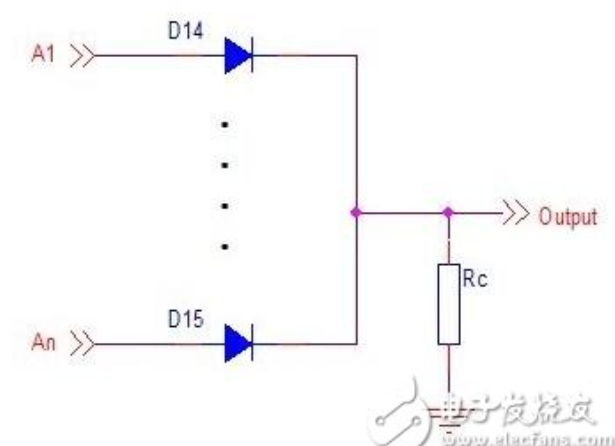 D14
A1
Output
Rc
D15
An
电子发烧友
www.elecfans.com